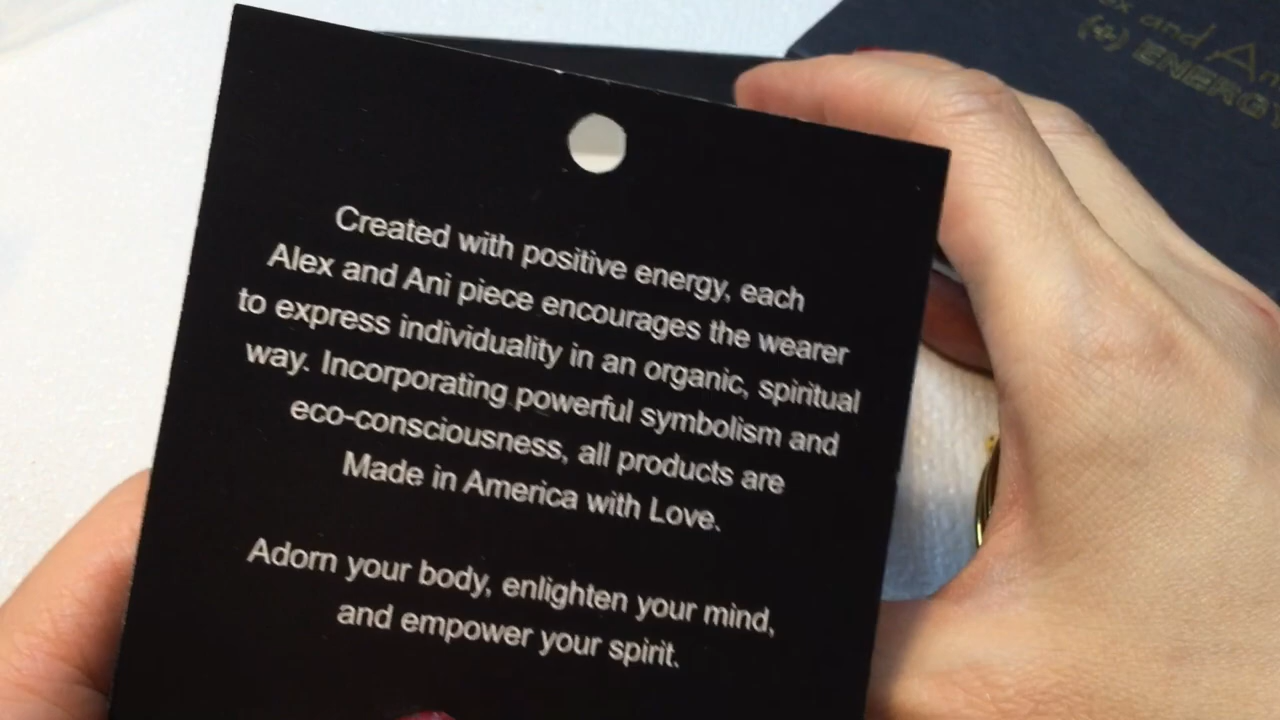 and
(+) ENERGY
Created with positive energy, each
Alex and Ani piece encourages the wearer
to express individuality in an organic, spiritual
way. Incorporating powerful symbolism and
eco-consciousness, all products are
Made in America with Love.
Adorn your body, enlighten your mind,
and empower your spirit.